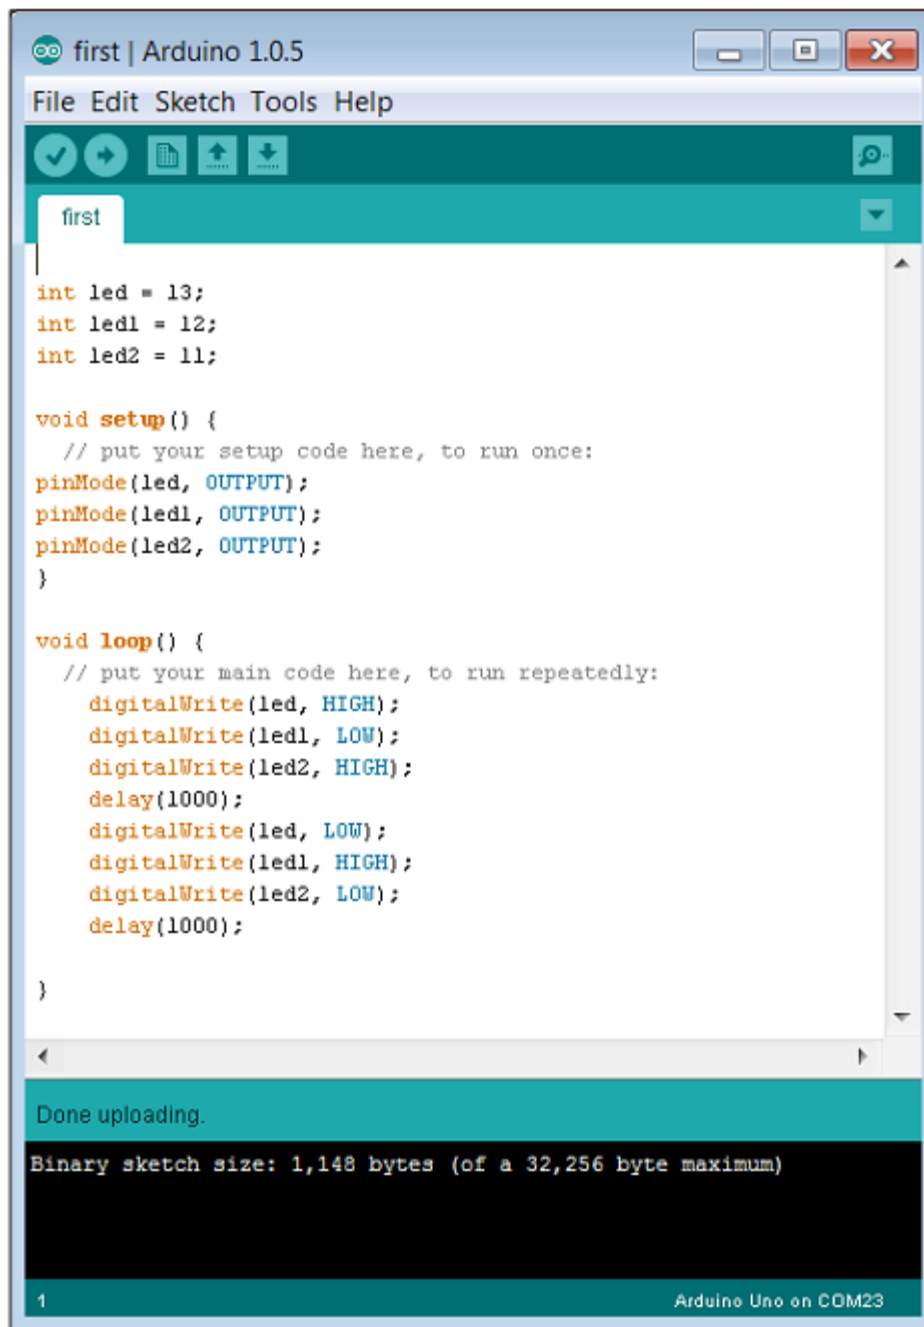 first | Arduino 1.0.5
File Edit Sketch Tools Help
first
int led = 13;
int led1 = 12;
int led2 = 11;
void setup() {
// put your setup code here, to run once:
pinMode(led, OUTPUT);
pinMode(led1, OUTPUT);
pinMode(led2, OUTPUT);
}
void loop() {
// put your main code here, to run repeatedly:
digitalWrite(led, HIGH);
digitalWrite(led1, LOW);
digitalWrite(led2, HIGH);
delay(1000);
digitalWrite(led, LOW);
digitalWrite(led1, HIGH);
digitalWrite(led2, LOW);
delay(1000);
}
Done uploading.
Binary sketch size: 1,148 bytes (of a 32,256 byte maximum)
1 Arduino Uno on COM23